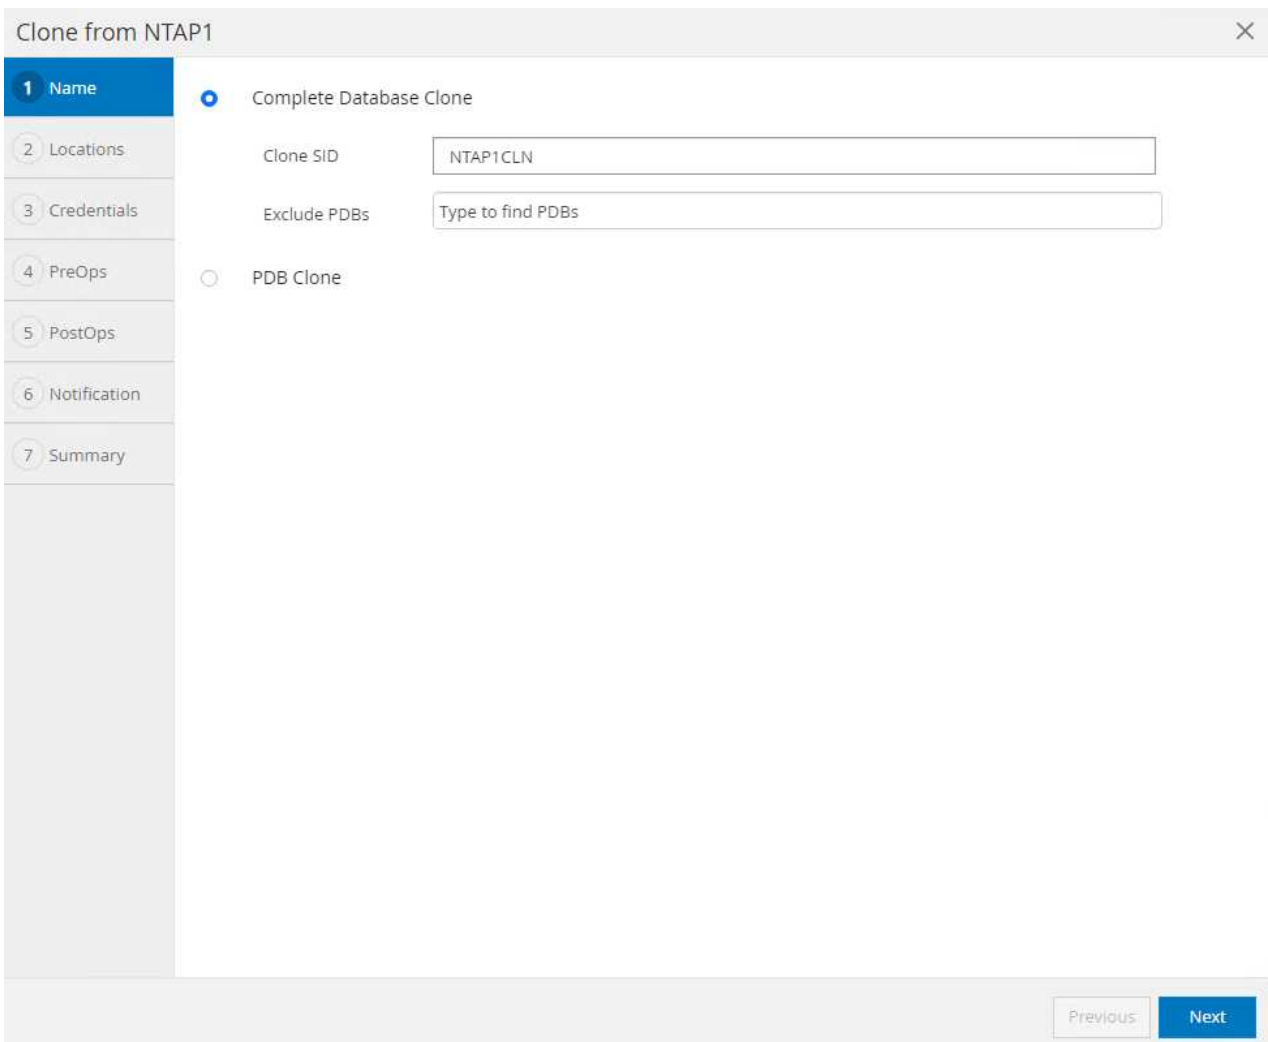 Clone from NTAP1
1 Name
2 Locations
3 Credentials
4 PreOps
5 PostOps
6 Notification
7 Summary
Complete Database Clone
Clone SID NTAP1CLN
Exclude PDBs Type to find PDBs
PDB Clone
Previous Next